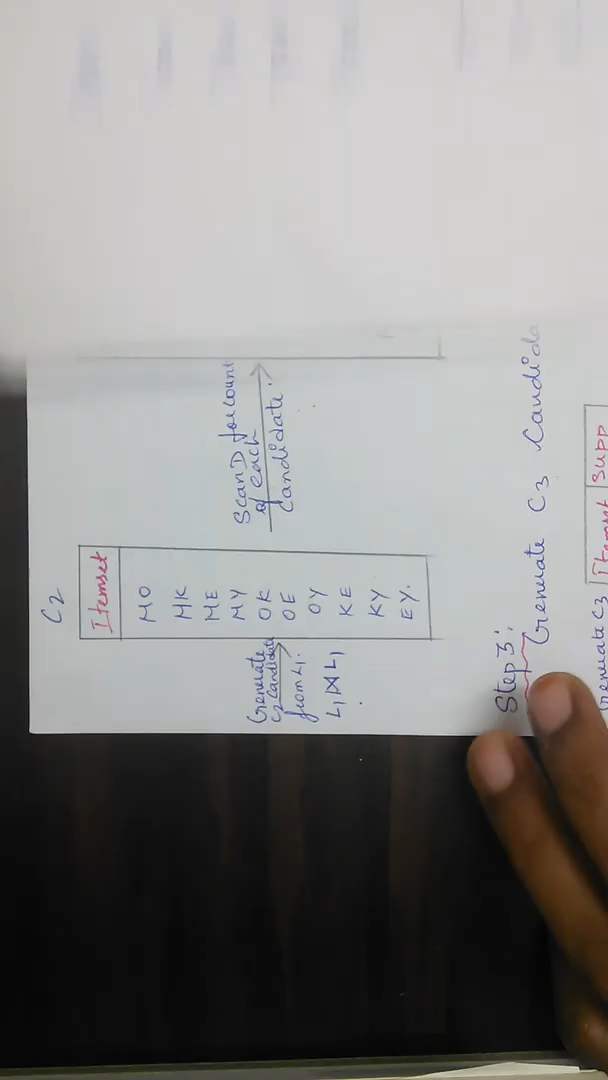 C2
Itemset
MO
MK
ME
MY
OK
OE
OY
KE
KY
EY.
Generate
C2 Candidate
from L1.
L1 ⋈ L1
Scan D for count
of each
Candidate.
Step 3:
Generate C3 Candida
Generate C3
Itemset
Supp